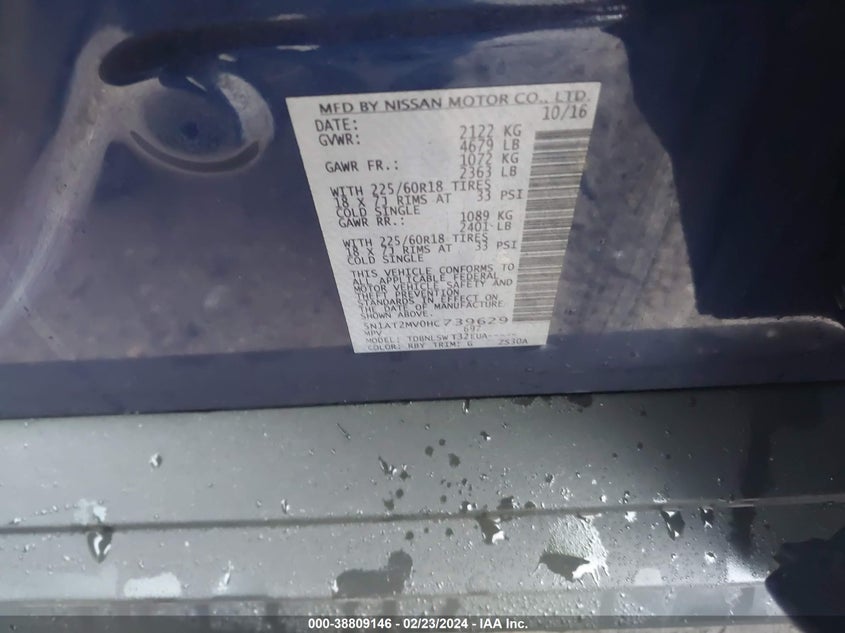 MFD BY NISSAN MOTOR CO., LTD.
DATE: 10/16
GVWR: 2122 KG
4679 LB
GAWR FR.: 1072 KG
2363 LB
WITH 225/60R18 TIRES
18 X 7J RIMS AT 33 PSI
COLD SINGLE
GAWR RR.: 1089 KG
2401 LB
WITH 225/60R18 TIRES
18 X 7J RIMS AT 33 PSI
COLD SINGLE
THIS VEHICLE CONFORMS TO
ALL APPLICABLE FEDERAL
MOTOR VEHICLE SAFETY AND
THEFT PREVENTION
STANDARDS IN EFFECT ON
THE DATE OF MANUFACTURE
SHOWN ABOVE.
5N1AT2MV0HC739629
MPV 697
MODEL: TDBNLSWT32EUA-----
COLOR: RBY TRIM: G ZS30A
000-38809146 - 02/23/2024 - IAA Inc.